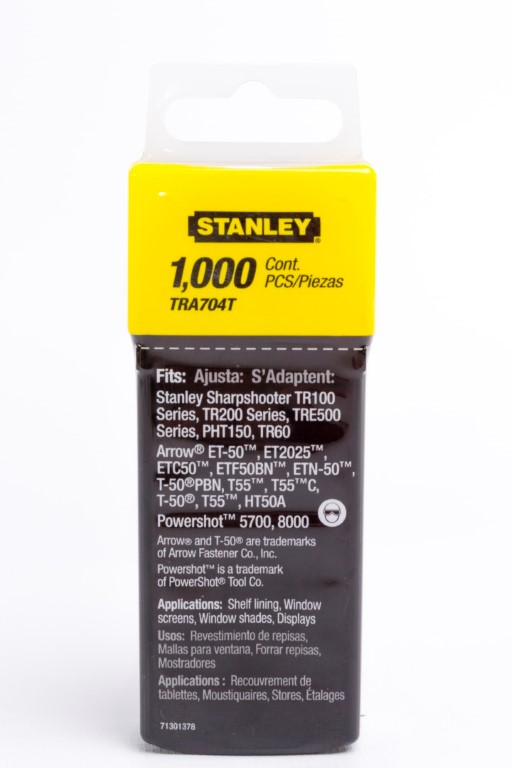 STANLEY®
1,000 Cont. PCS/Piezas
TRA704T
Fits: Ajusta: S'Adaptent:
Stanley Sharpshooter TR100
Series, TR200 Series, TRE500
Series, PHT150, TR60
Arrow® ET-50™, ET2025™,
ETC50™, ETF50BN™, ETN-50™,
T-50®PBN, T55™, T55™C,
T-50®, T55™, HT50A
Powershot™ 5700, 8000
Arrow® and T-50® are trademarks
of Arrow Fastener Co., Inc.
Powershot™ is a trademark
of PowerShot® Tool Co.
Applications: Shelf lining, Window
screens, Window shades, Displays
Usos: Revestimiento de repisas,
Mallas para ventana, Forrar repisas,
Mostradores
Applications : Recouvrement de
tablettes, Moustiquaires, Stores, Étalages
71301378